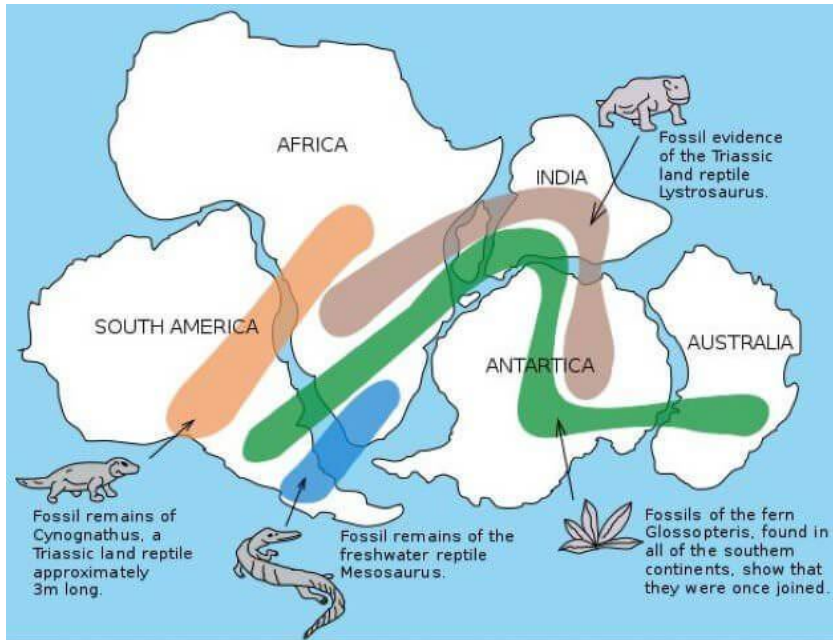 AFRICA
INDIA
Fossil evidence
of the Triassic
land reptile
Lystrosaurus.
SOUTH AMERICA
ANTARTICA
AUSTRALIA
Fossil remains of
Cynognathus, a
Triassic land reptile
approximately
3m long.
Fossil remains of the
freshwater reptile
Mesosaurus.
Fossils of the fern
Glossopteris, found in
all of the southern
continents, show that
they were once joined.